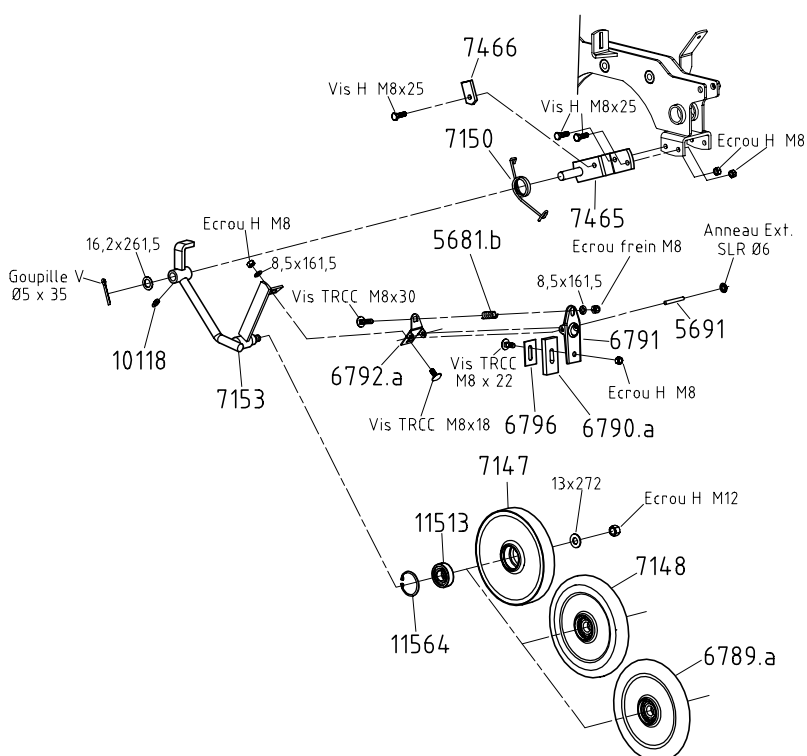 7466
Vis H M8x25
Vis H M8x25
7150
Ecrou H M8
7465
Ecrou H M8
16,2x261,5
5681.b
Ecrou frein M8
Anneau Ext.
SLR Ø6
Goupille V
Ø5 x 35
8,5x161,5
8,5x161,5
Vis TRCC M8x30
10118
7153
6792.a
Vis TRCC
M8 x 22
6791
5691
Ecrou H M8
Vis TRCC M8x18
6796
6790.a
7147
13x272
Ecrou H M12
11513
7148
11564
6789.a